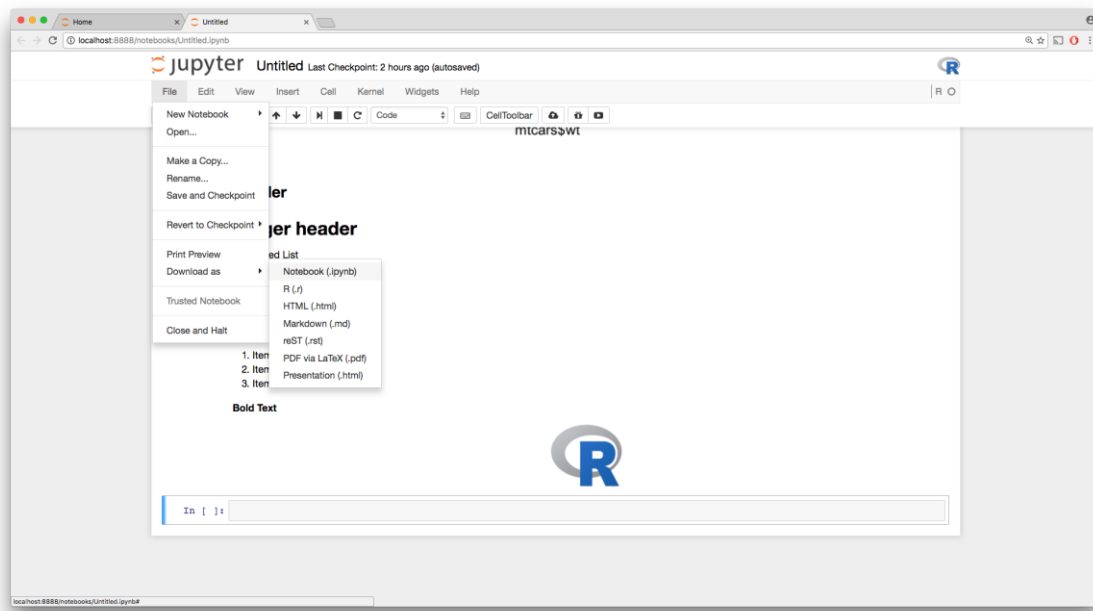 Home
Untitled
localhost:8888/notebooks/Untitled.ipynb
jupyter Untitled Last Checkpoint: 2 hours ago (autosaved)
File Edit View Insert Cell Kernel Widgets Help
R
New Notebook
Code
CellToolbar
Open...
mtcars$wt
Make a Copy...
Rename...
Save and Checkpoint
der
Revert to Checkpoint
ger header
Print Preview
ed List
Download as
Notebook (.ipynb)
R (.r)
Trusted Notebook
HTML (.html)
Markdown (.md)
Close and Halt
reST (.rst)
PDF via LaTeX (.pdf)
Presentation (.html)
1. Item
2. Item
3. Item
Bold Text
R
In [ ]:
localhost:8888/notebooks/Untitled.ipynb#